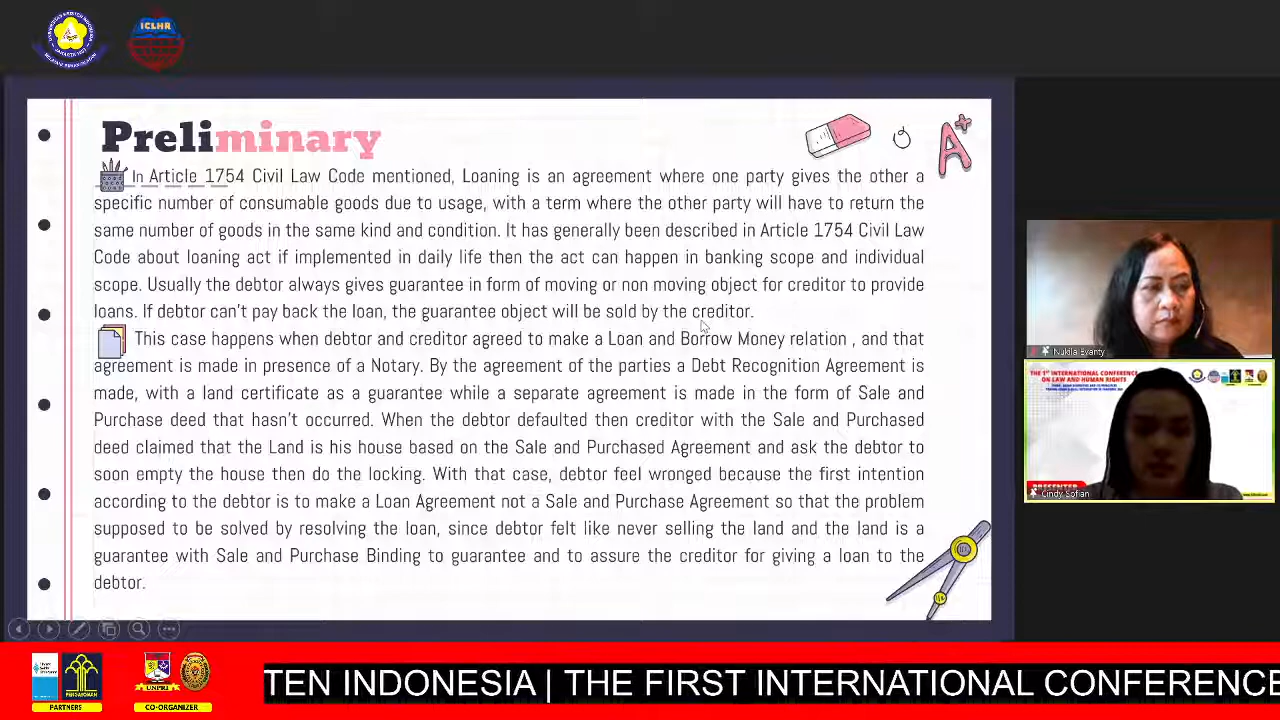 ICLHR
Preliminary
In Article 1754 Civil Law Code mentioned, Loaning is an agreement where one party gives the other a
specific number of consumable goods due to usage, with a term where the other party will have to return the
same number of goods in the same kind and condition. It has generally been described in Article 1754 Civil Law
Code about loaning act if implemented in daily life then the act can happen in banking scope and individual
scope. Usually the debtor always gives guarantee in form of moving or non moving object for creditor to provide
loans. If debtor can't pay back the loan, the guarantee object will be sold by the creditor.
This case happens when debtor and creditor agreed to make a Loan and Borrow Money relation , and that
agreement is made in presence of a Notary. By the agreement of the parties a Debt Recognition Agreement is
made, with a land certificate as a guarantee while a separate agreement is made in the form of Sale and
Purchase deed that hasn't occurred. When the debtor defaulted then creditor with the Sale and Purchased
deed claimed that the Land is his house based on the Sale and Purchased Agreement and ask the debtor to
soon empty the house then do the locking. With that case, debtor feel wronged because the first intention
according to the debtor is to make a Loan Agreement not a Sale and Purchase Agreement so that the problem
supposed to be solved by resolving the loan, since debtor felt like never selling the land and the land is a
guarantee with Sale and Purchase Binding to guarantee and to assure the creditor for giving a loan to the
debtor.
A+
Nukila Evanty
THE 1ST INTERNATIONAL CONFERENCE
ON LAW AND HUMAN RIGHTS
PRESENTER
Cindy Sofian
PENGAYOMAN
PARTNERS
UNPRI
CO-ORGANIZER
TEN INDONESIA | THE FIRST INTERNATIONAL CONFERENCE